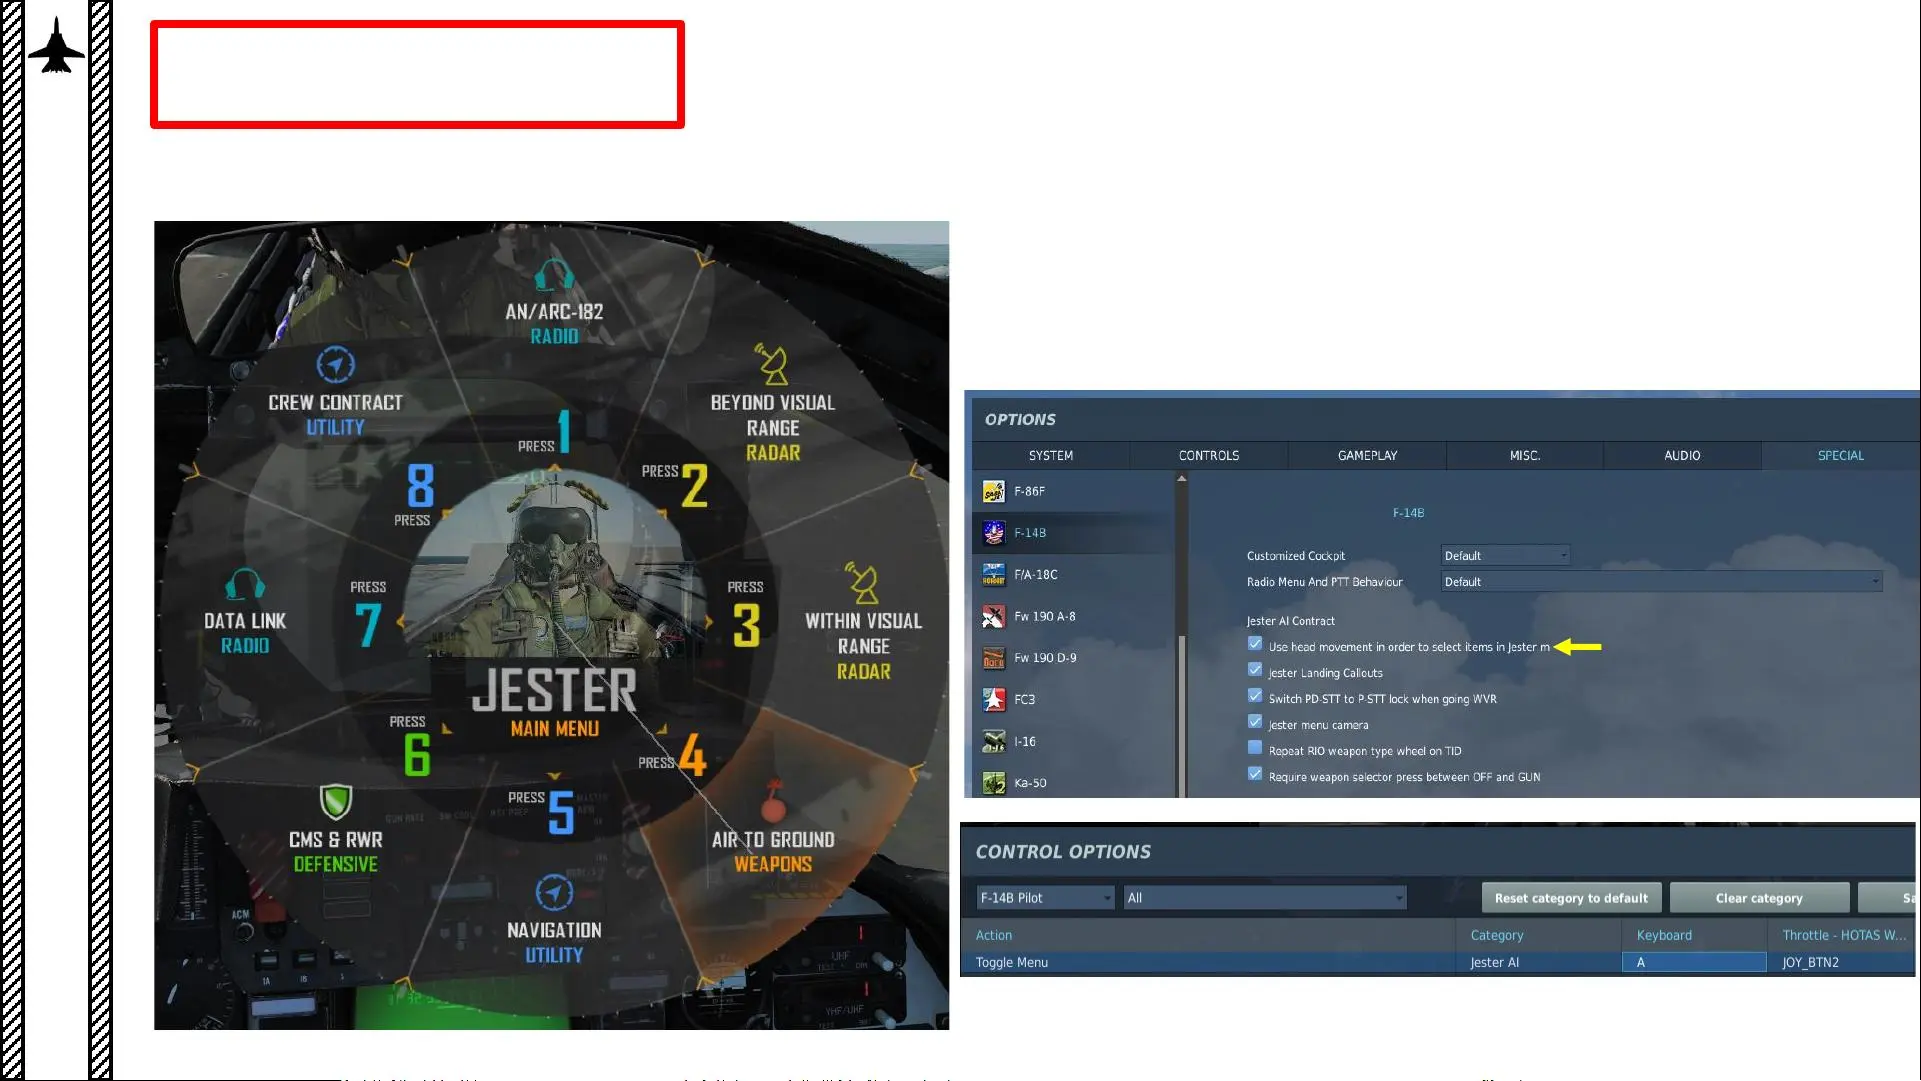 AN/ARC-182
RADIO
CREW CONTRACT
UTILITY
BEYOND VISUAL
RANGE
RADAR
PRESS 1
PRESS 2
8
PRESS
PRESS
7
PRESS
3
DATA LINK
RADIO
WITHIN VISUAL
RANGE
RADAR
JESTER
MAIN MENU
PRESS
6
PRESS 4
PRESS 5
CMS & RWR
DEFENSIVE
AIR TO GROUND
WEAPONS
NAVIGATION
UTILITY
ACM
UHF
VHF/UHF
OPTIONS
SYSTEM
CONTROLS
GAMEPLAY
MISC.
AUDIO
SPECIAL
F-86F
F-14B
F/A-18C
Fw 190 A-8
Fw 190 D-9
FC3
I-16
Ka-50
F-14B
Customized Cockpit
Default
Radio Menu And PTT Behaviour
Default
Jester AI Contract
Use head movement in order to select items in Jester m
Jester Landing Callouts
Switch PD-STT to P-STT lock when going WVR
Jester menu camera
Repeat RIO weapon type wheel on TID
Require weapon selector press between OFF and GUN
CONTROL OPTIONS
F-14B Pilot
All
Reset category to default
Clear category
Sa
Action
Category
Keyboard
Throttle - HOTAS W...
Toggle Menu
Jester AI
A
JOY_BTN2